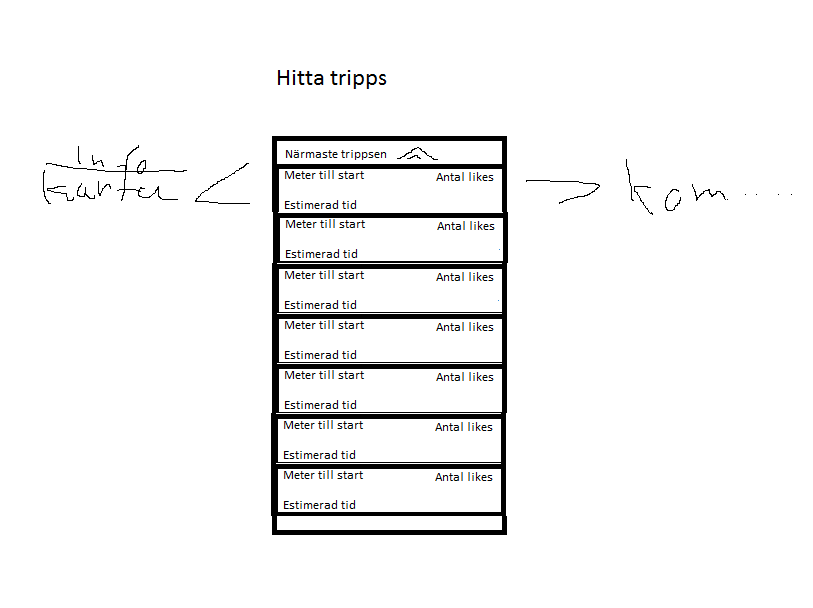 Hitta tripps
Info
karta
Närmaste trippsen
kom.....
Meter till start Antal likes
Estimerad tid
Meter till start Antal likes
Estimerad tid
Meter till start Antal likes
Estimerad tid
Meter till start Antal likes
Estimerad tid
Meter till start Antal likes
Estimerad tid
Meter till start Antal likes
Estimerad tid
Meter till start Antal likes
Estimerad tid